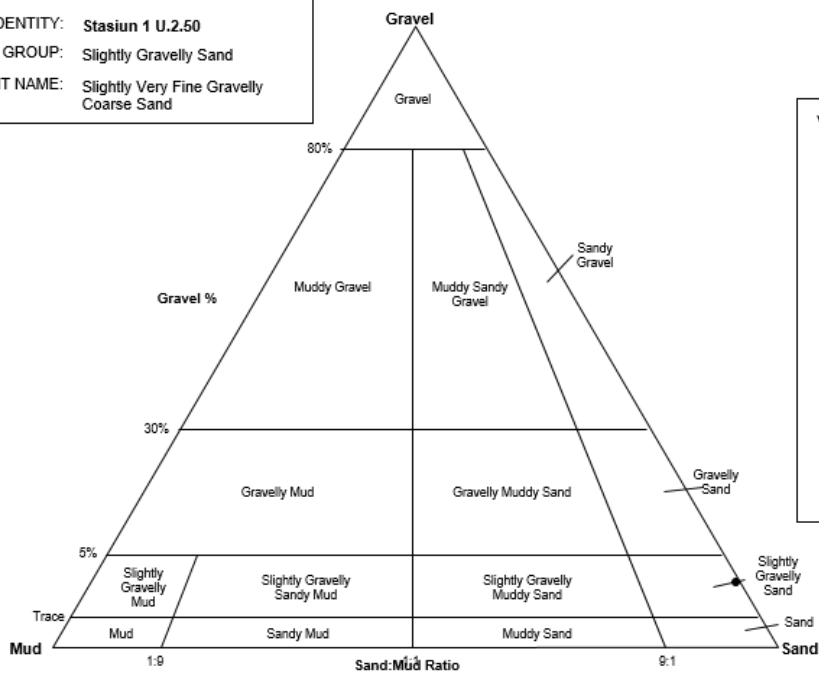 DENTITY: Stasiun 1 U.2.50
GROUP: Slightly Gravelly Sand
T NAME: Slightly Very Fine Gravelly
Coarse Sand
Gravel
Gravel
80%
Sandy
Gravel
Muddy Gravel
Muddy Sandy
Gravel
Gravel %
30%
Gravelly
Sand
Gravelly Mud
Gravelly Muddy Sand
5%
Slightly
Gravelly
Mud
Slightly Gravelly
Sandy Mud
Slightly Gravelly
Muddy Sand
Slightly
Gravelly
Sand
Trace
Mud
Sandy Mud
Muddy Sand
Sand
Mud
Sand
1:9
1:1
9:1
Sand:Mud Ratio